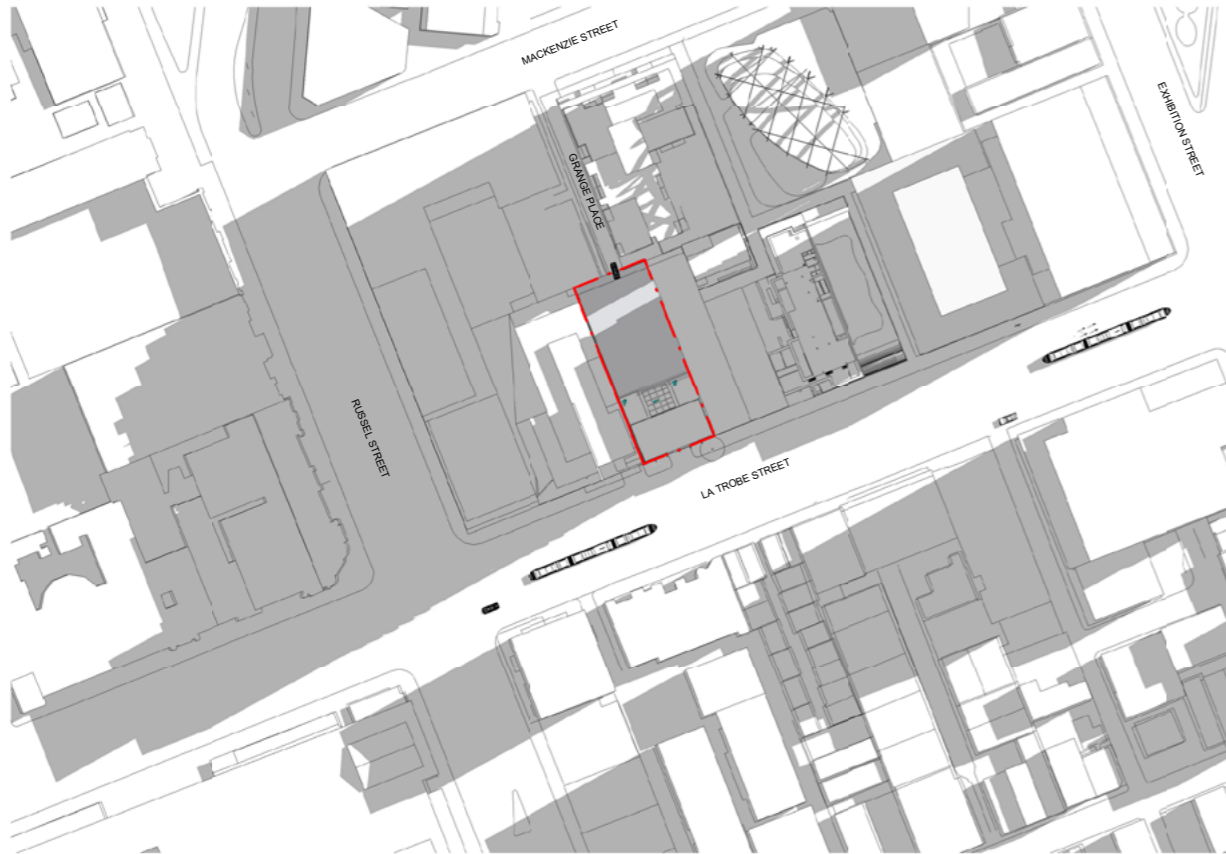 MACKENZIE STREET
EXHIBITION STREET
GRANGE PLACE
RUSSEL STREET
LA TROBE STREET